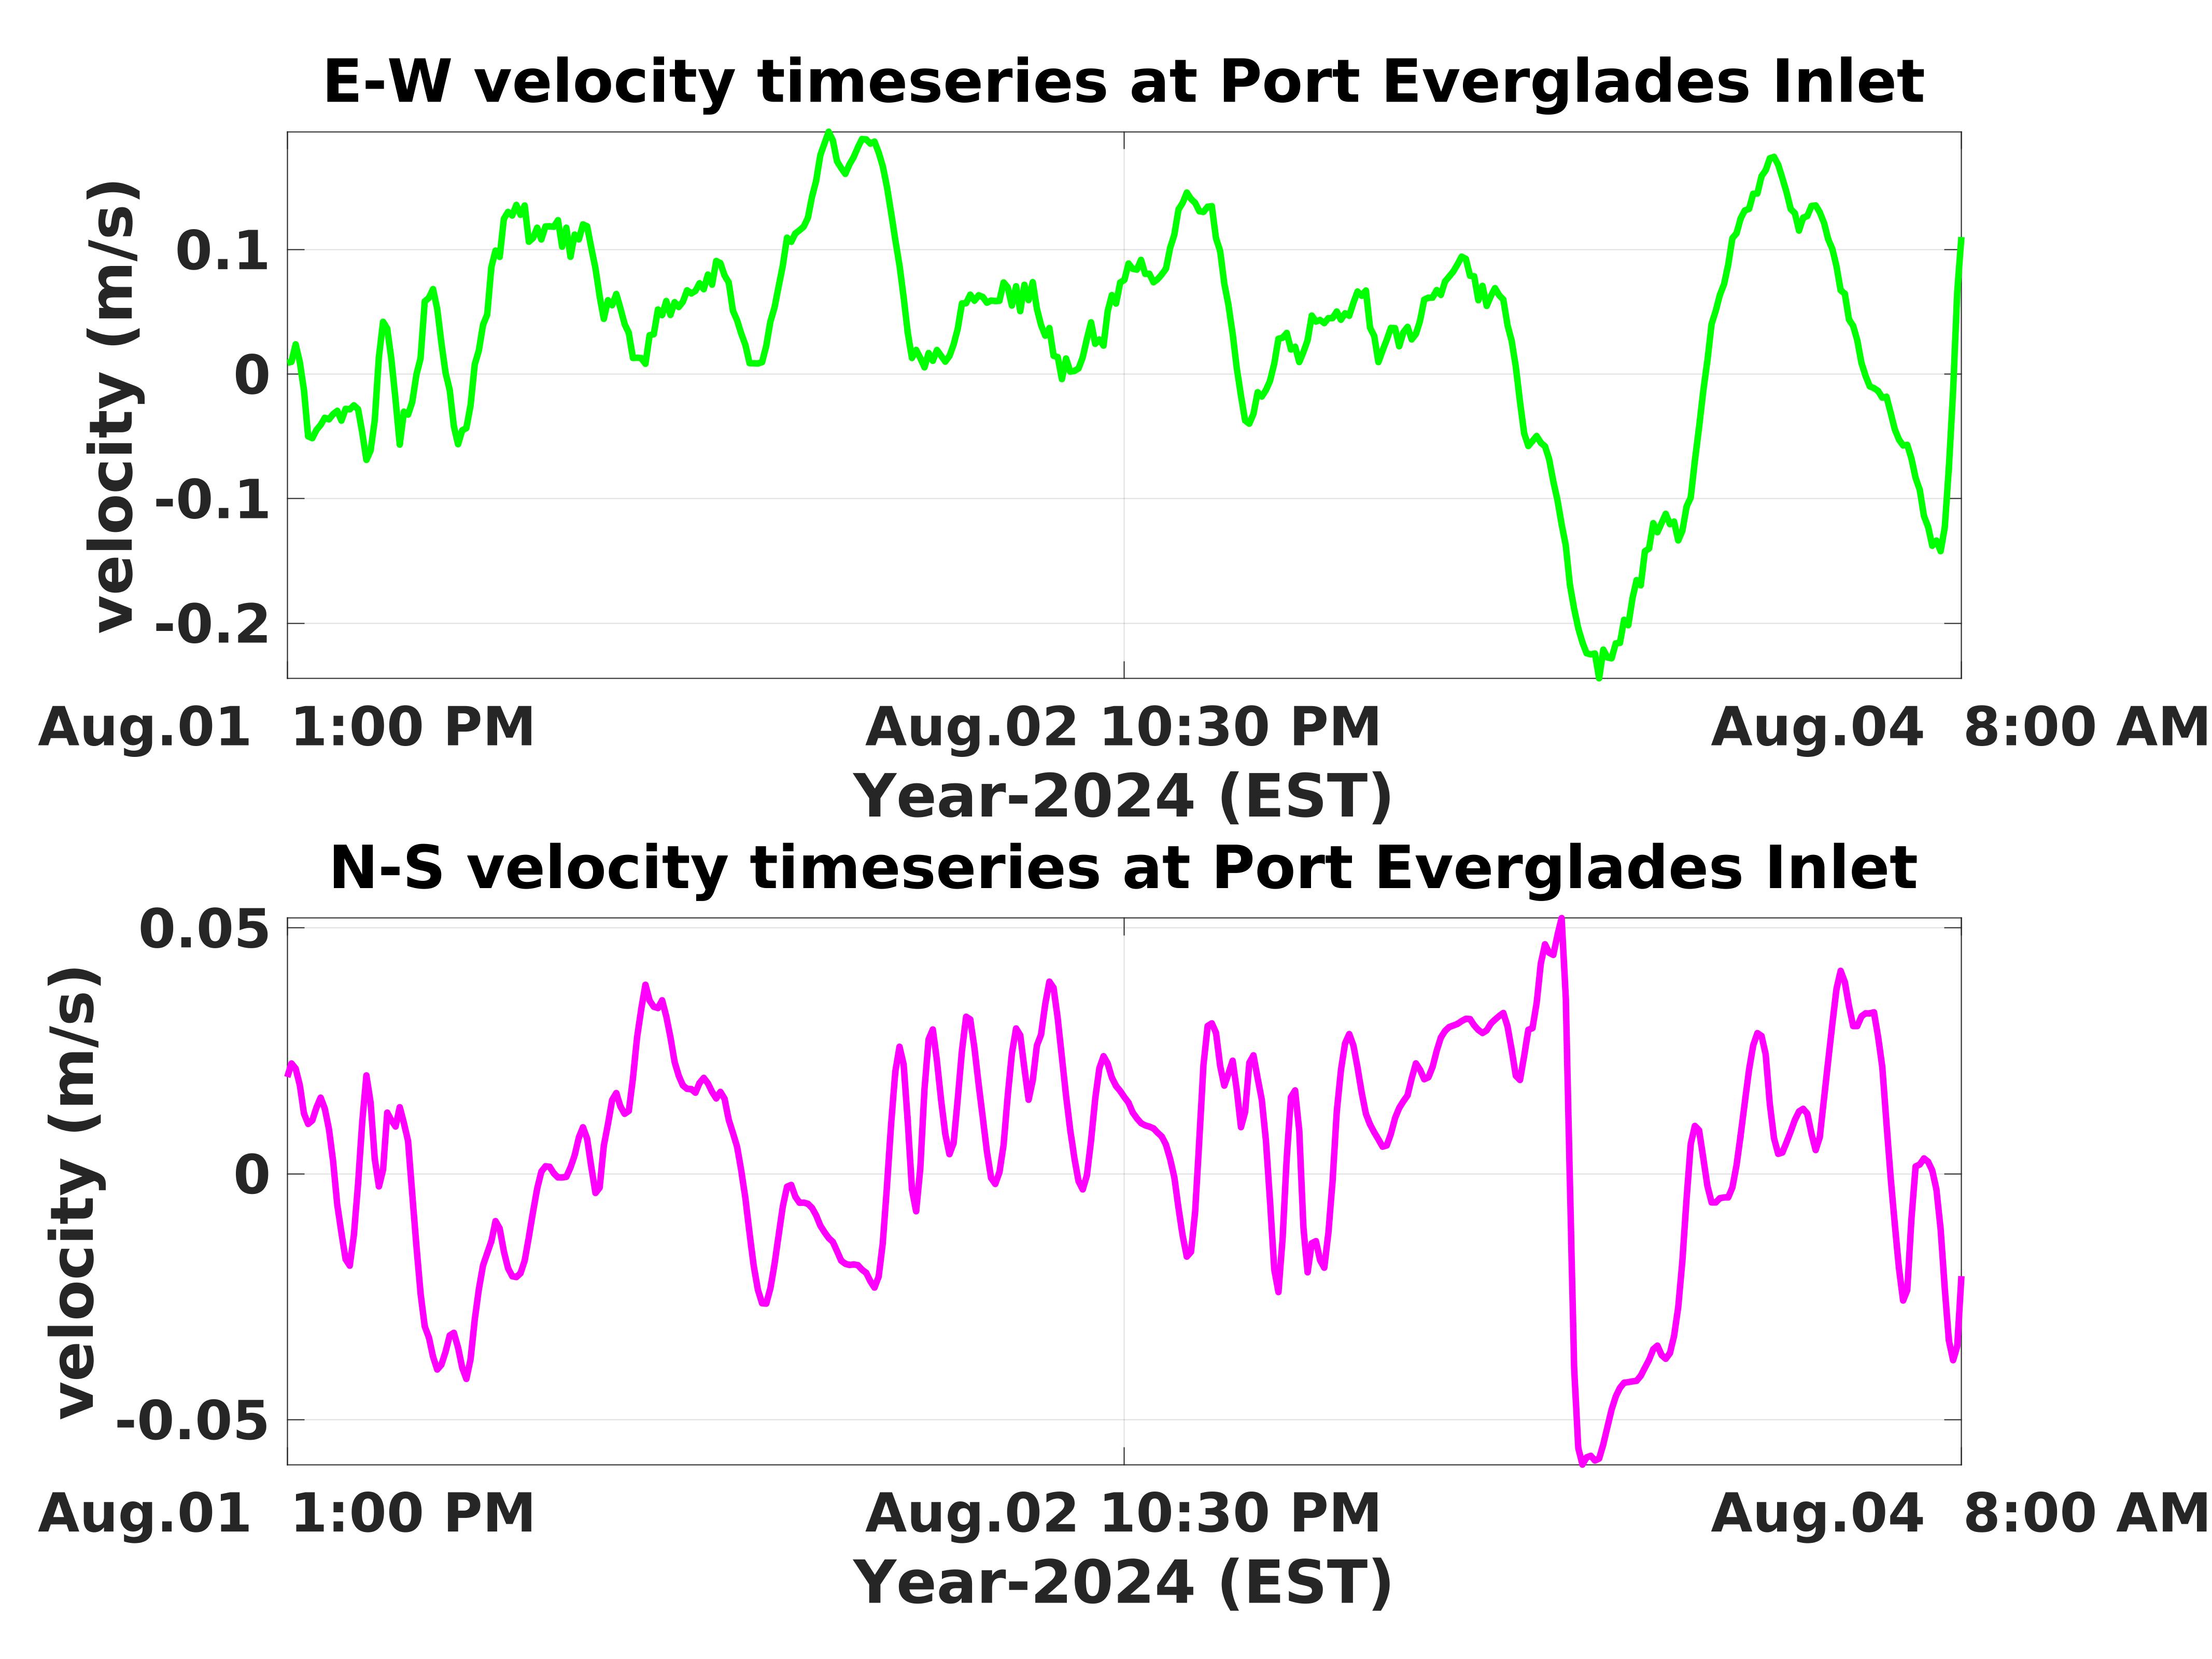 E-W velocity timeseries at Port Everglades Inlet
velocity (m/s)
0.1
0
-0.1
-0.2
Aug.01  1:00 PM Aug.02 10:30 PM Aug.04  8:00 AM
Year-2024 (EST)
N-S velocity timeseries at Port Everglades Inlet
velocity (m/s)
0.05
0
-0.05
Aug.01  1:00 PM Aug.02 10:30 PM Aug.04  8:00 AM
Year-2024 (EST)